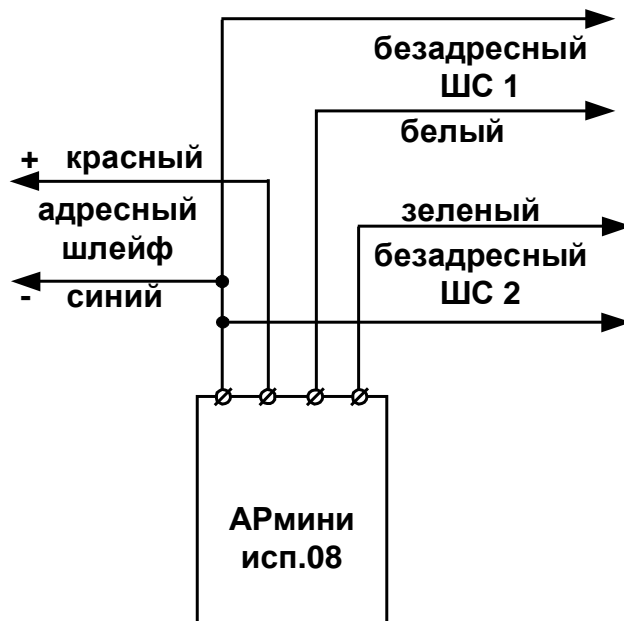 безадресный
ШС 1
белый
+ красный
адресный
шлейф
- синий
зеленый
безадресный
ШС 2
АРмини
исп.08